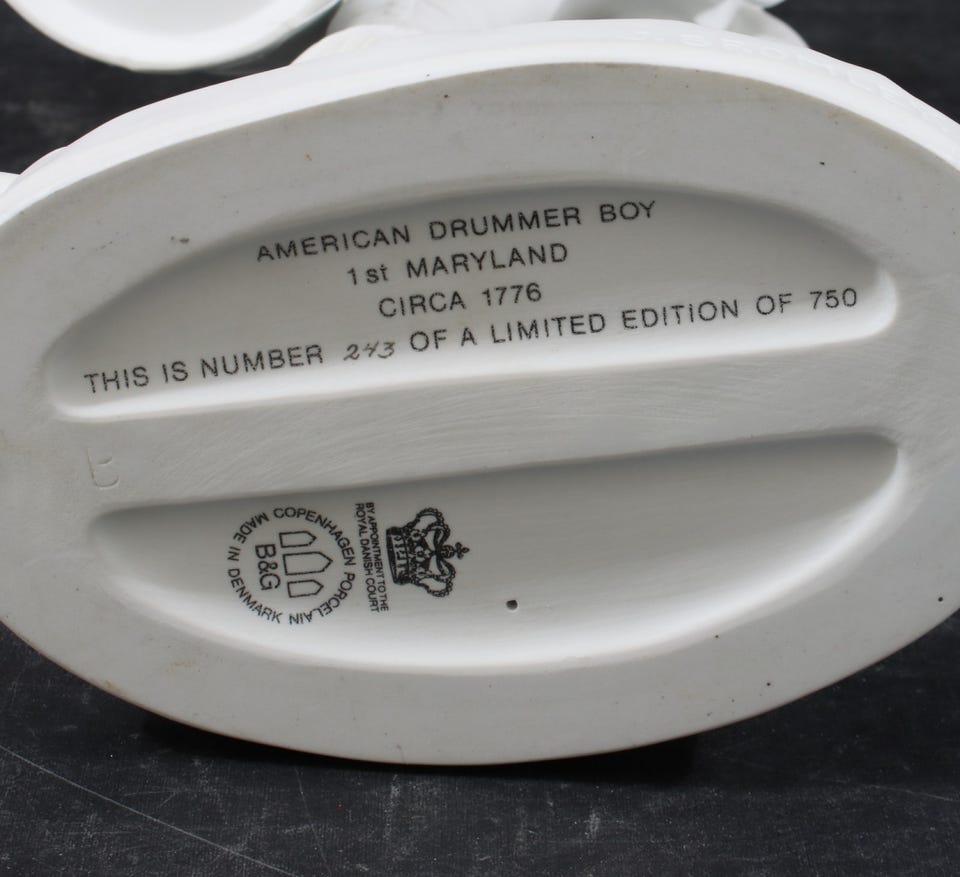 AMERICAN DRUMMER BOY
1st MARYLAND
CIRCA 1776
THIS IS NUMBER 243 OF A LIMITED EDITION OF 750
COPENHAGEN PORCELAIN
MADE IN DENMARK
B&G
BY APPOINTMENT TO THE
ROYAL DANISH COURT